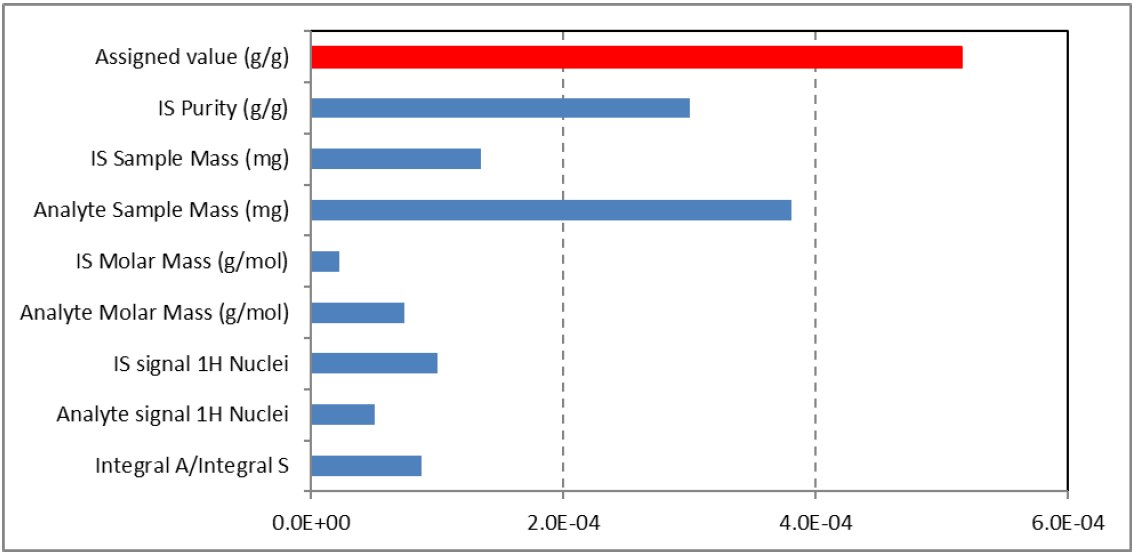 Assigned value (g/g)
IS Purity (g/g)
IS Sample Mass (mg)
Analyte Sample Mass (mg)
IS Molar Mass (g/mol)
Analyte Molar Mass (g/mol)
IS signal 1H Nuclei
Analyte signal 1H Nuclei
Integral A/Integral S
0.0E+00 2.0E-04 4.0E-04 6.0E-04